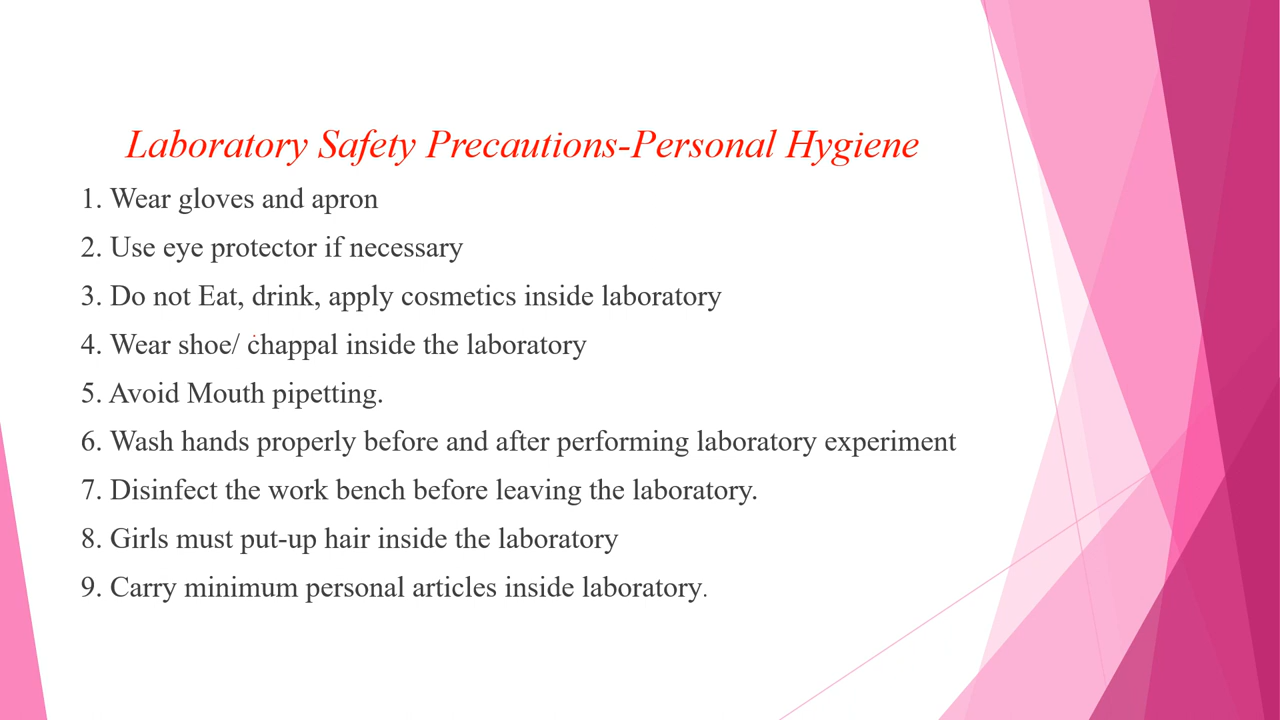 Laboratory Safety Precautions-Personal Hygiene
1. Wear gloves and apron
2. Use eye protector if necessary
3. Do not Eat, drink, apply cosmetics inside laboratory
4. Wear shoe/ chappal inside the laboratory
5. Avoid Mouth pipetting.
6. Wash hands properly before and after performing laboratory experiment
7. Disinfect the work bench before leaving the laboratory.
8. Girls must put-up hair inside the laboratory
9. Carry minimum personal articles inside laboratory.